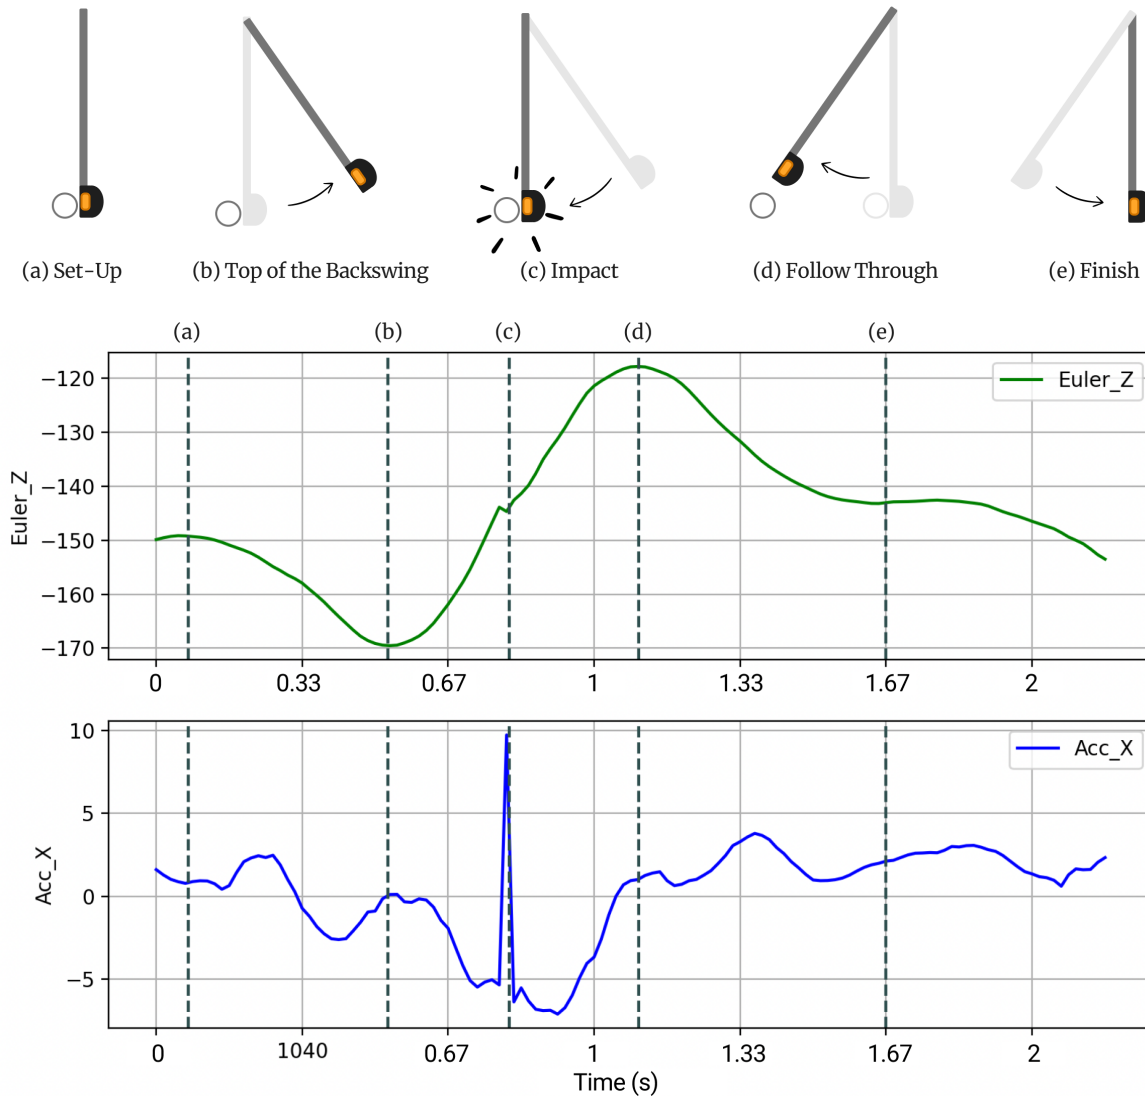 (a) Set-Up
(b) Top of the Backswing
(c) Impact
(d) Follow Through
(e) Finish
(a)
(b)
(c)
(d)
(e)
Euler_Z
−120
−130
−140
−150
−160
−170
Euler_Z
0
0.33
0.67
1
1.33
1.67
2
Acc_X
10
5
0
−5
Acc_X
0
1040
0.67
1
1.33
1.67
2
Time (s)